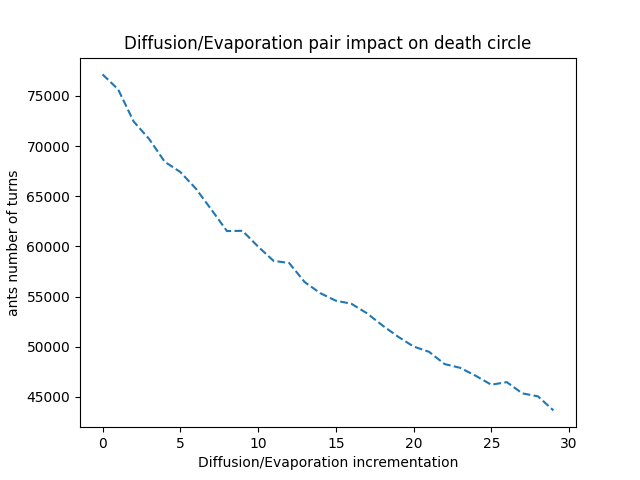 Diffusion/Evaporation pair impact on death circle
75000
70000
65000
60000
55000
50000
45000
ants number of turns
0 5 10 15 20 25 30
Diffusion/Evaporation incrementation